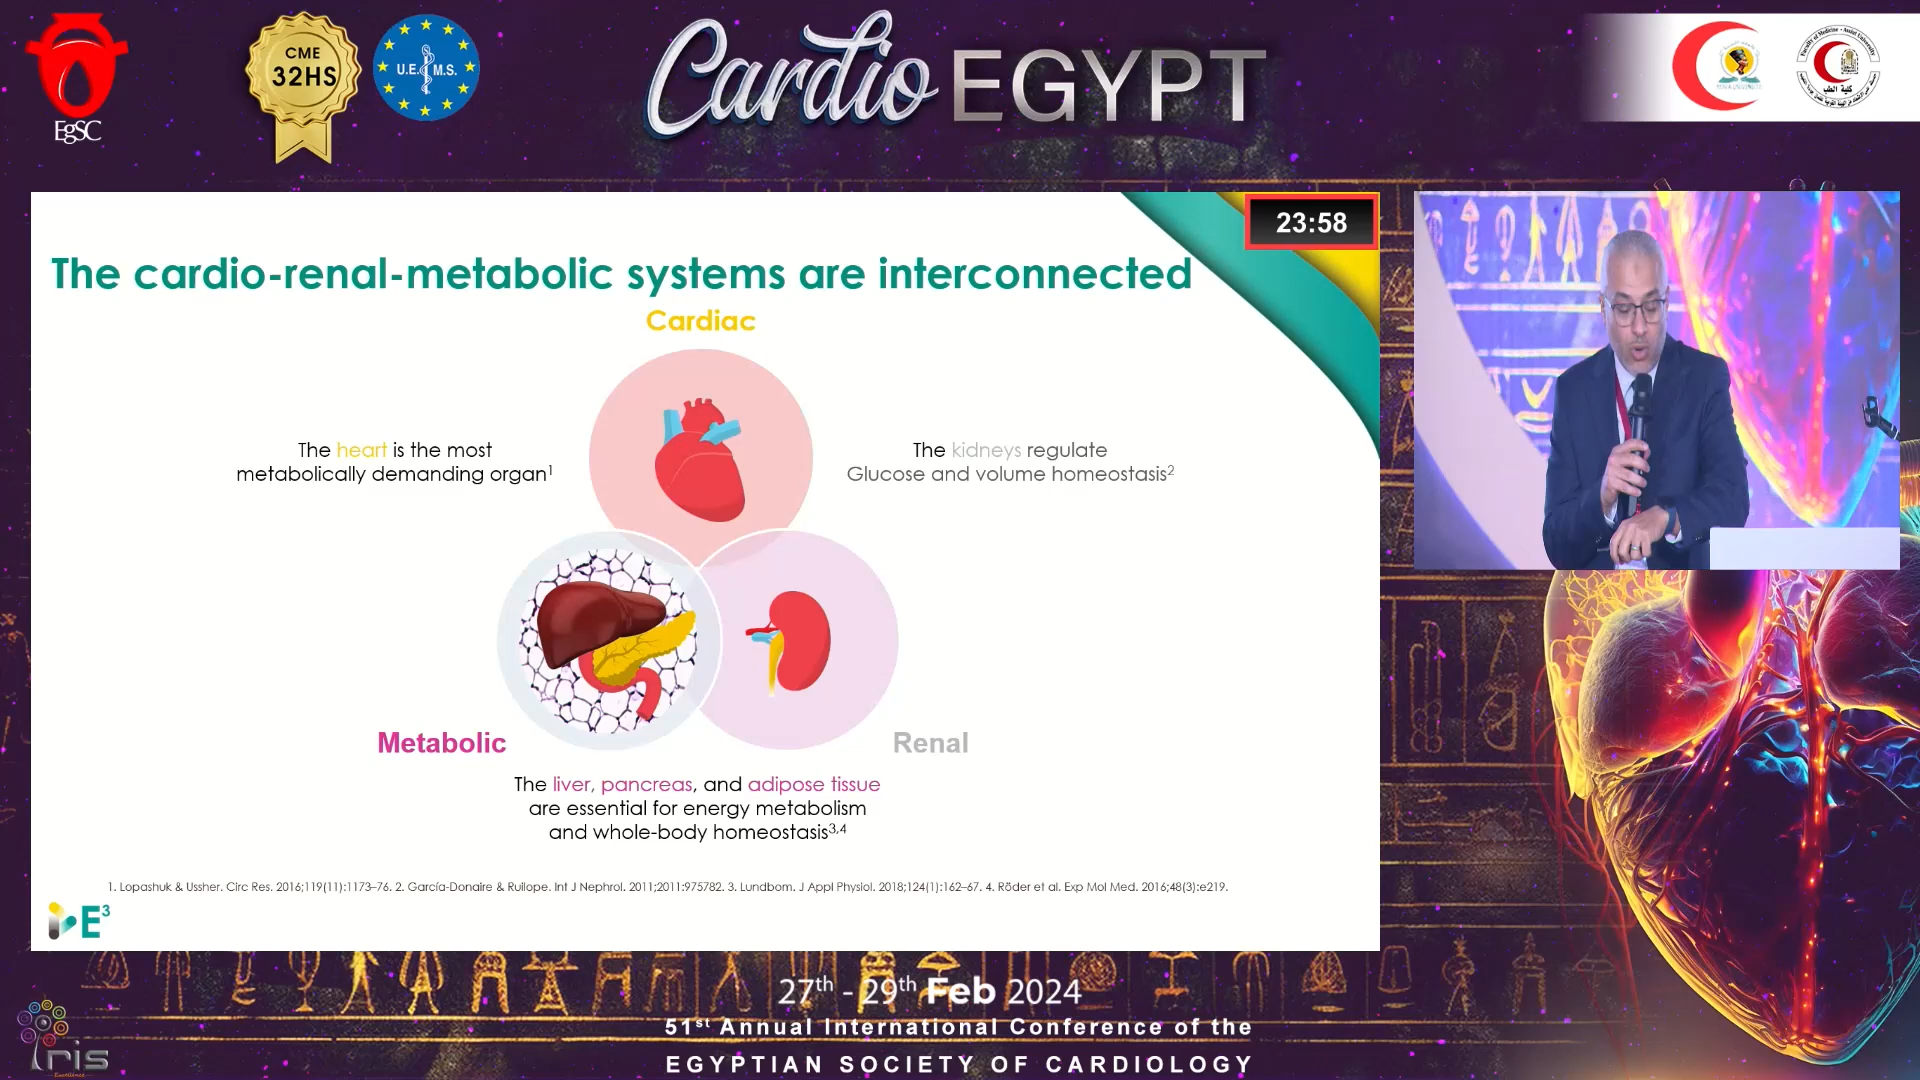 EgSC
CME
32HS
U.E.M.S.
Cardio EGYPT
كلية الطب
23:58
The cardio-renal-metabolic systems are interconnected
Cardiac
The heart is the most
metabolically demanding organ1
The kidneys regulate
Glucose and volume homeostasis2
Metabolic
Renal
The liver, pancreas, and adipose tissue
are essential for energy metabolism
and whole-body homeostasis3,4
1. Lopashuk & Ussher. Circ Res. 2016;119(11):1173–76. 2. García-Donaire & Ruilope. Int J Nephrol. 2011;2011:975782. 3. Lundbom. J Appl Physiol. 2018;124(1):162–67. 4. Röder et al. Exp Mol Med. 2016;48(3):e219.
E3
27th - 29th Feb 2024
51st Annual International Conference of the
EGYPTIAN SOCIETY OF CARDIOLOGY
Iris